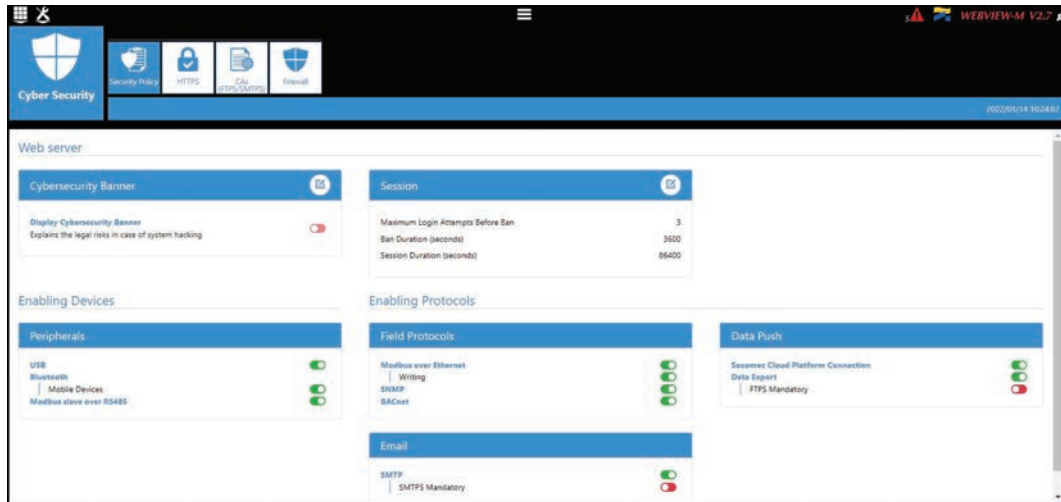 WEBVIEW-M V2.7
Cyber Security
Security Policy
HTTPS
CAs
(FTPS/SMTPS)
Firewall
2022/01/14 10:24:07
Web server
Cybersecurity Banner
Display Cybersecurity Banner
Explains the legal risks in case of system hacking
Session
Maximum Login Attempts Before Ban 3
Ban Duration (seconds) 3600
Session Duration (seconds) 86400
Enabling Devices
Peripherals
USB
Bluetooth
Mobile Devices
Modbus slave over RS485
Enabling Protocols
Field Protocols
Modbus over Ethernet
Writing
SNMP
BACnet
Data Push
Socomec Cloud Platform Connection
Data Export
FTPS Mandatory
Email
SMTP
SMTPS Mandatory